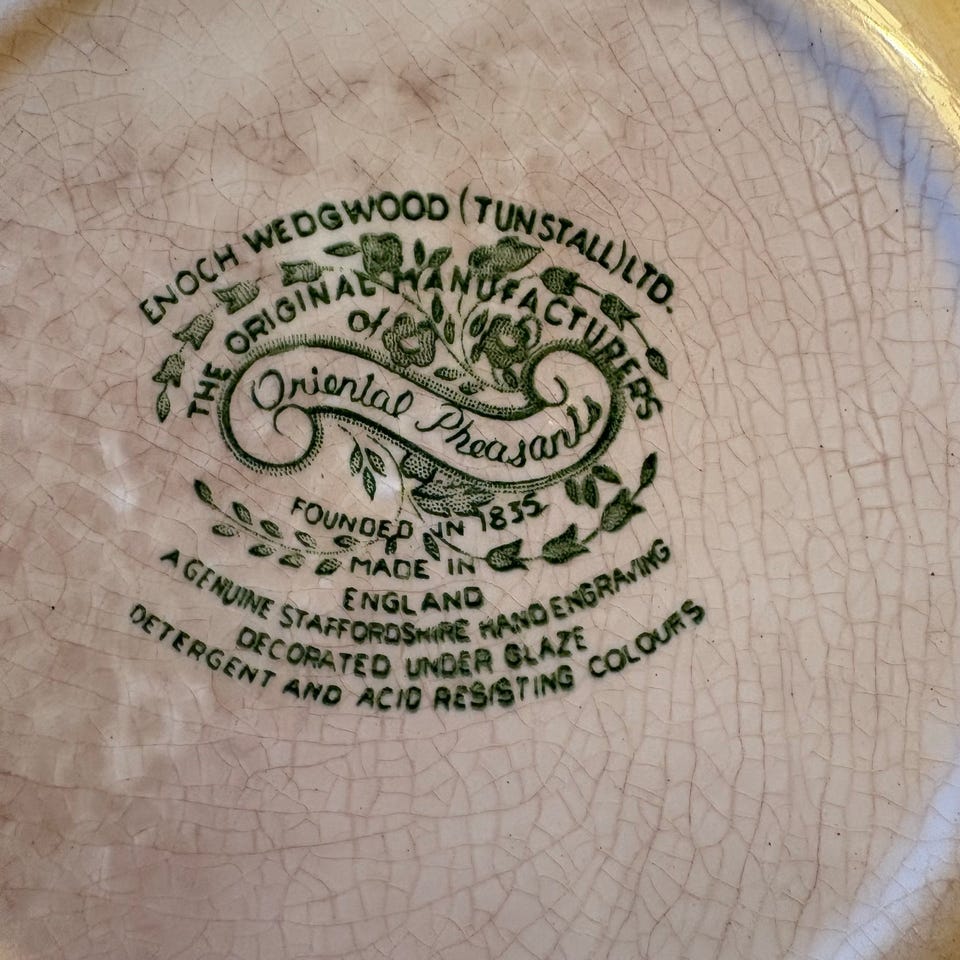 ENOCH WEDGWOOD (TUNSTALL) LTD.
THE ORIGINAL MANUFACTURERS
of
Oriental Pheasants
FOUNDED IN 1835
MADE IN
ENGLAND
A GENUINE STAFFORDSHIRE HAND ENGRAVING
DECORATED UNDER GLAZE
DETERGENT AND ACID RESISTING COLOURS